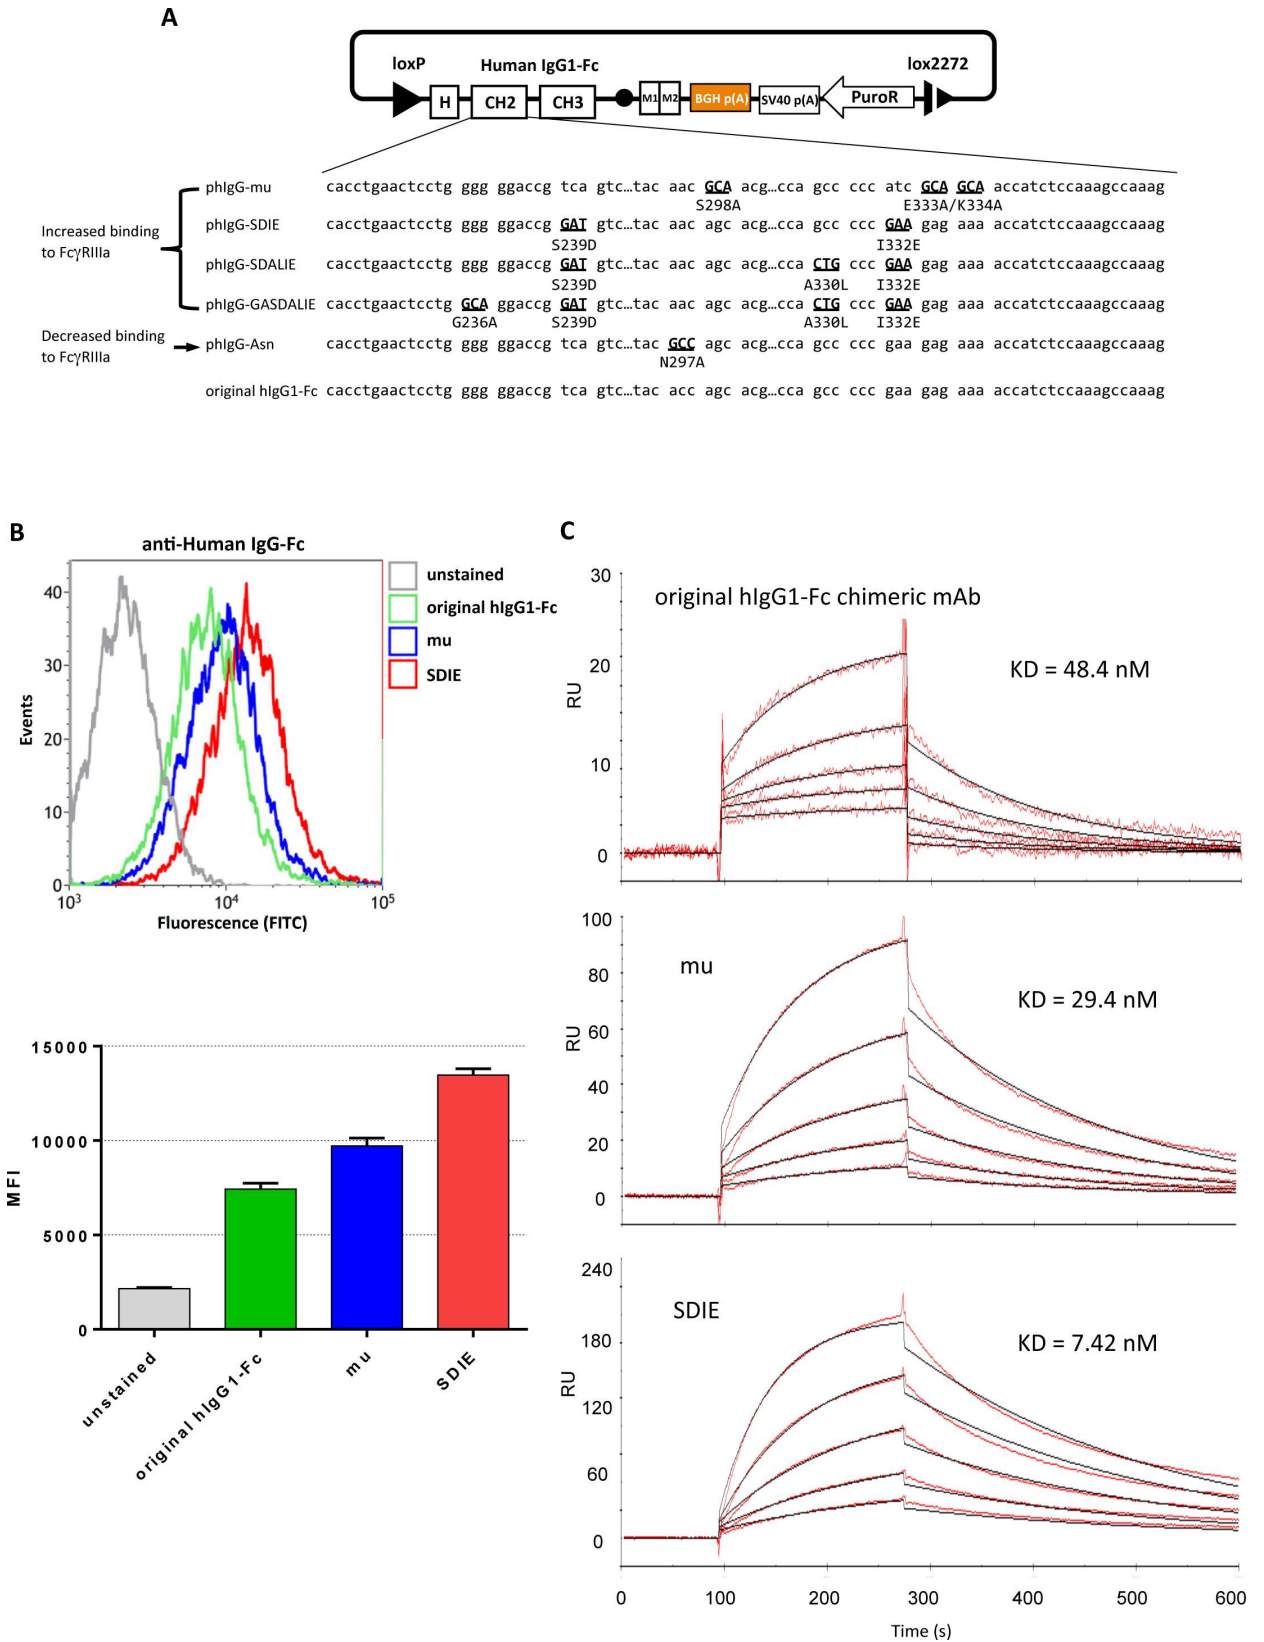 A
loxP
Human IgG1-Fc
lox2272
H
CH2
CH3
M1
M2
BGH p(A)
SV40 p(A)
PuroR
Increased binding
to FcγRIIIa
phIgG-mu
cacctgaactcctg ggg ggaccg tca gtc...tac aac GCA acg...cca gcc ccc atc GCA GCA accatctccaaagccaaag
S298A
E333A/K334A
phIgG-SDIE
cacctgaactcctg ggg ggaccg GAT gtc...tac aac agc acg...cca gcc ccc GAA gag aaa accatctccaaagccaaag
S239D
I332E
phIgG-SDALIE
cacctgaactcctg ggg ggaccg GAT gtc...tac aac agc acg...cca CTG ccc GAA gag aaa accatctccaaagccaaag
S239D
A330L
I332E
phIgG-GASDALIE
cacctgaactcctg GCA ggaccg GAT gtc...tac aac agc acg...cca CTG ccc GAA gag aaa accatctccaaagccaaag
G236A
S239D
A330L
I332E
Decreased binding
to FcγRIIIa
phIgG-Asn
cacctgaactcctg ggg ggaccg tca gtc...tac GCC agc acg...cca gcc ccc gaa gag aaa accatctccaaagccaaag
N297A
original hIgG1-Fc
cacctgaactcctg ggg ggaccg tca gtc...tac acc agc acg...cca gcc ccc gaa gag aaa accatctccaaagccaaag
B
anti-Human IgG-Fc
unstained
original hIgG1-Fc
mu
SDIE
Events
40
30
20
10
0
10³
10⁴
10⁵
Fluorescence (FITC)
MFI
15000
10000
5000
0
unstained
original hIgG1-Fc
mu
SDIE
C
original hIgG1-Fc chimeric mAb
KD = 48.4 nM
RU
30
20
10
0
mu
KD = 29.4 nM
RU
100
80
60
40
20
0
SDIE
KD = 7.42 nM
RU
240
180
120
60
0
0
100
200
300
400
500
600
Time (s)